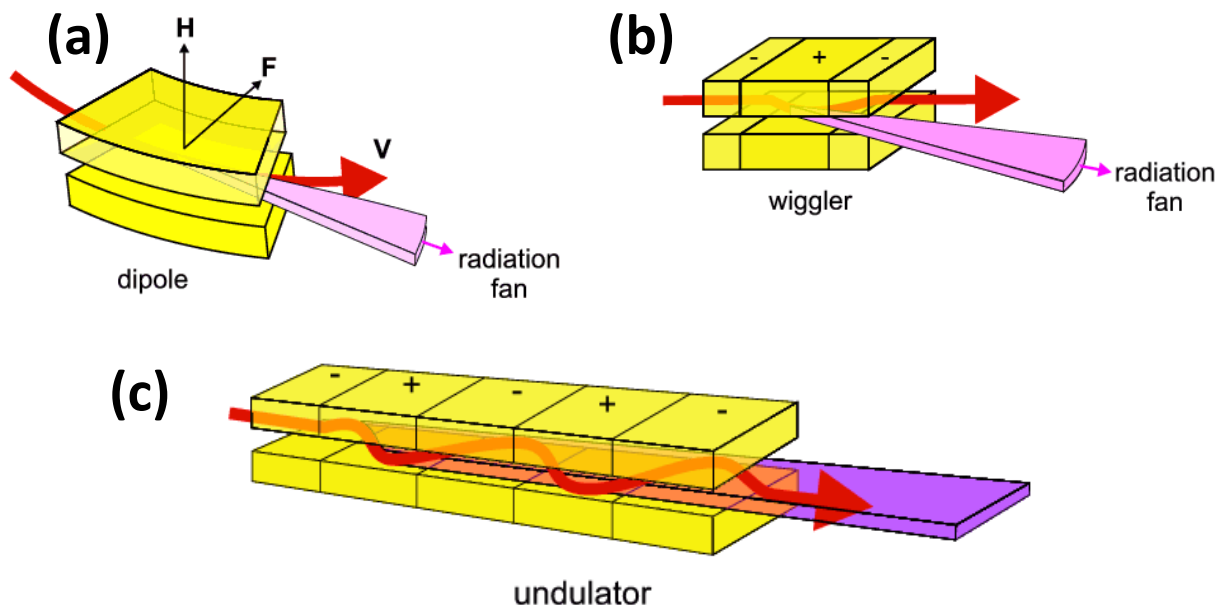 (a)
H
F
V
radiation
fan
dipole
(b)
- + -
radiation
fan
wiggler
(c)
- + - + -
undulator